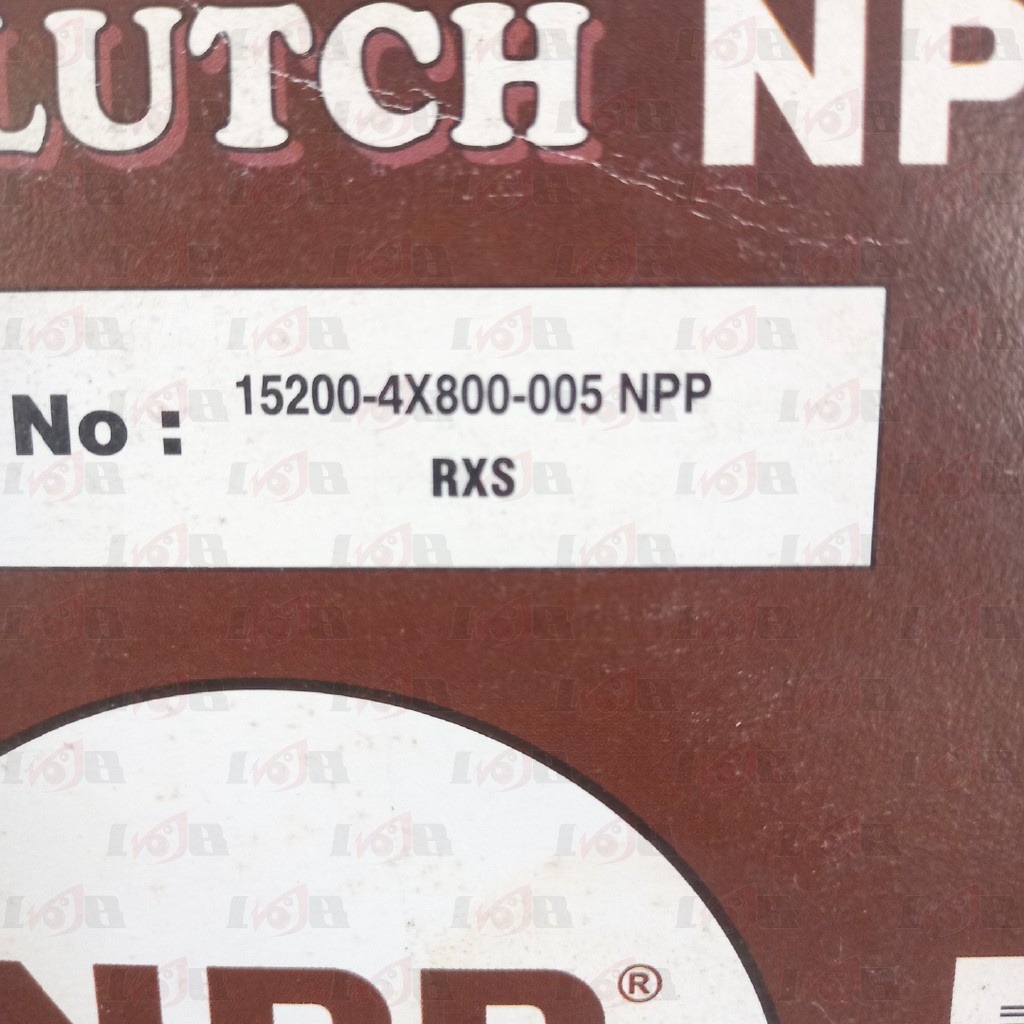 LUTCH NP
No : 15200-4X800-005 NPP
RXS
NPP®